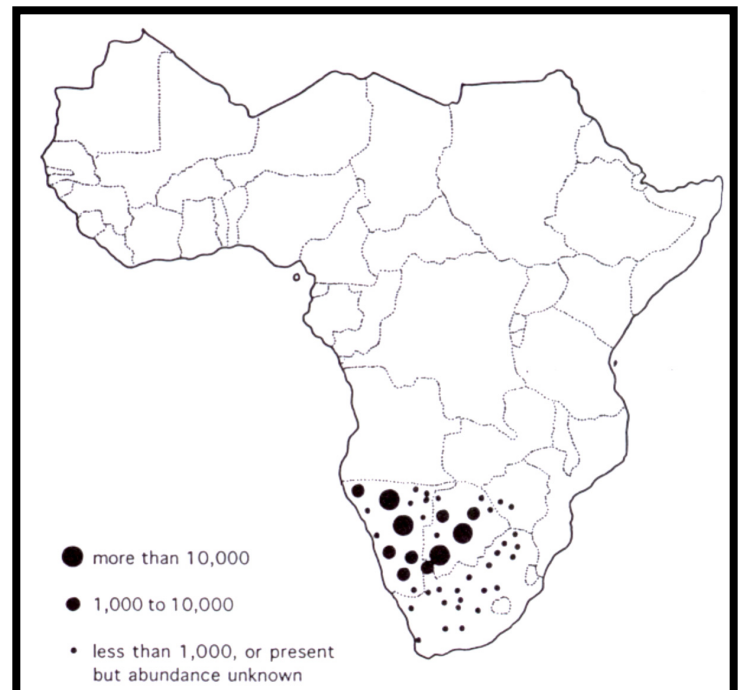 more than 10,000
1,000 to 10,000
less than 1,000, or present
but abundance unknown